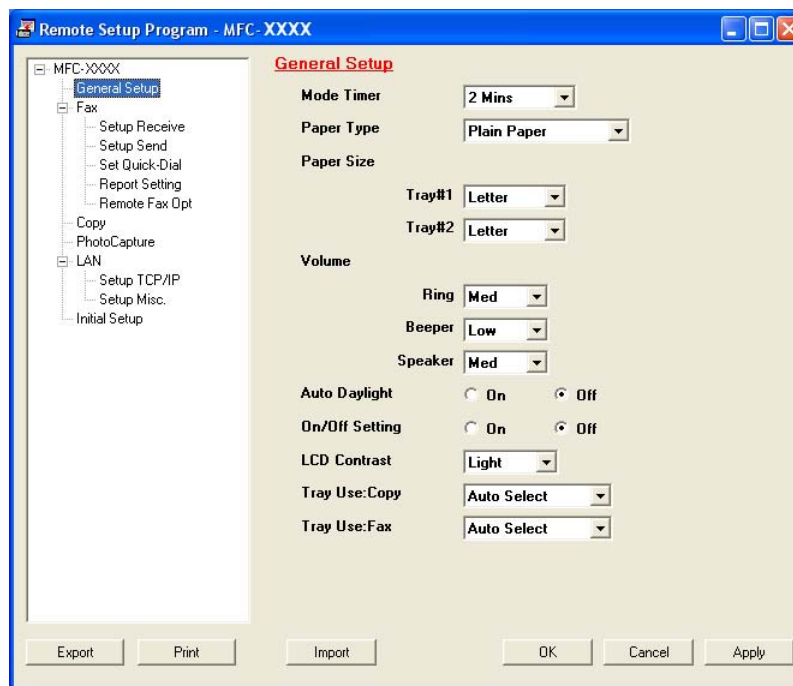 Remote Setup Program - MFC-XXXX
MFC-XXXX
General Setup
Fax
Setup Receive
Setup Send
Set Quick-Dial
Report Setting
Remote Fax Opt
Copy
PhotoCapture
LAN
Setup TCP/IP
Setup Misc.
Initial Setup
General Setup
Mode Timer 2 Mins
Paper Type Plain Paper
Paper Size
Tray#1 Letter
Tray#2 Letter
Volume
Ring Med
Beeper Low
Speaker Med
Auto Daylight On Off
On/Off Setting On Off
LCD Contrast Light
Tray Use:Copy Auto Select
Tray Use:Fax Auto Select
Export Print Import OK Cancel Apply